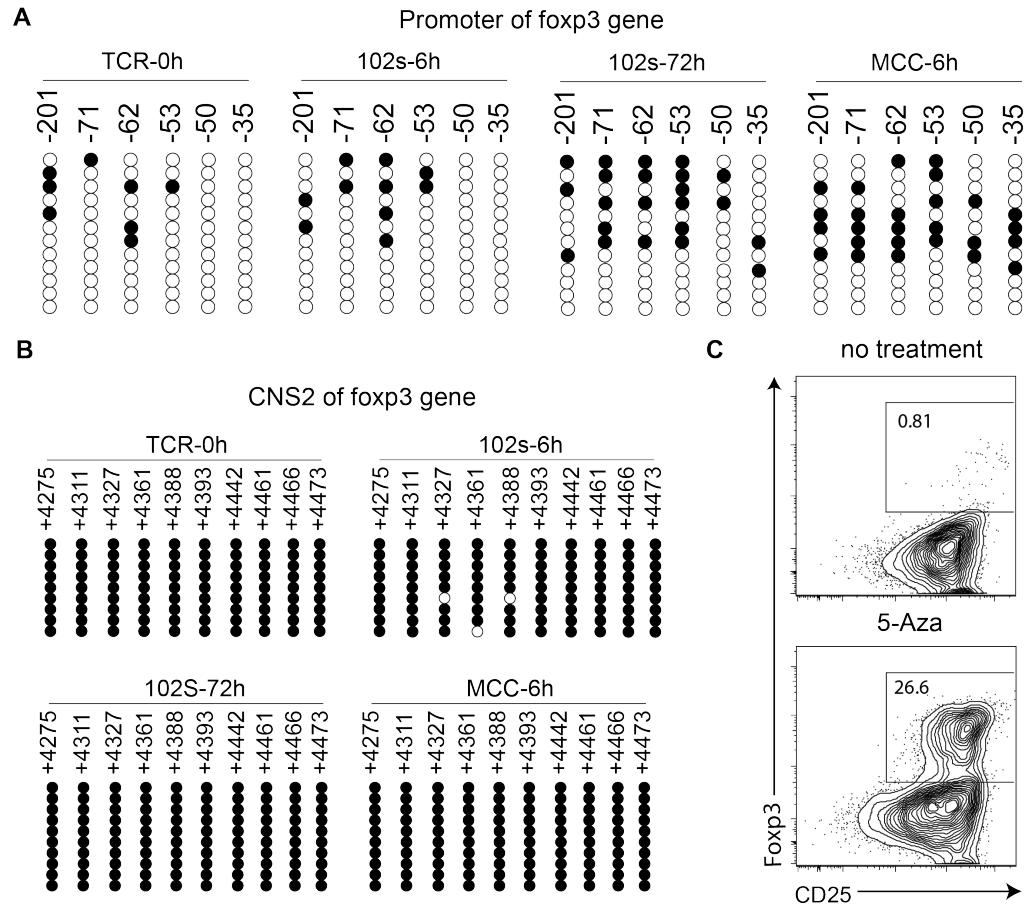 A
Promoter of foxp3 gene
TCR-0h
102s-6h
102s-72h
MCC-6h
-201 -71 -62 -53 -50 -35
-201 -71 -62 -53 -50 -35
-201 -71 -62 -53 -50 -35
-201 -71 -62 -53 -50 -35
B
CNS2 of foxp3 gene
TCR-0h
102s-6h
+4275 +4311 +4327 +4361 +4388 +4393 +4442 +4461 +4466 +4473
+4275 +4311 +4327 +4361 +4388 +4393 +4442 +4461 +4466 +4473
102S-72h
MCC-6h
+4275 +4311 +4327 +4361 +4388 +4393 +4442 +4461 +4466 +4473
+4275 +4311 +4327 +4361 +4388 +4393 +4442 +4461 +4466 +4473
C
no treatment
0.81
5-Aza
26.6
Foxp3
CD25